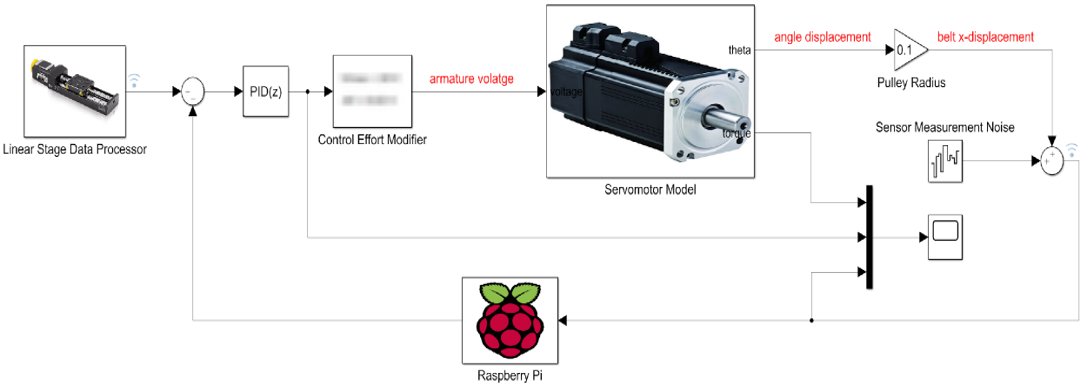 angle displacement
belt x-displacement
theta
0.1
Pulley Radius
PID(z)
armature volatge
voltage
torque
Linear Stage Data Processor
Control Effort Modifier
Servomotor Model
Sensor Measurement Noise
Raspberry Pi